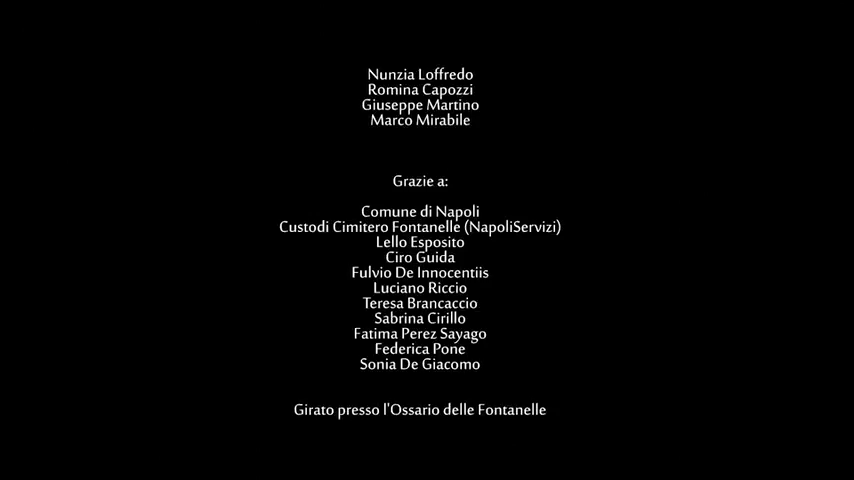 Nunzia Loffredo
Romina Capozzi
Giuseppe Martino
Marco Mirabile
Grazie a:
Comune di Napoli
Custodi Cimitero Fontanelle (NapoliServizi)
Lello Esposito
Ciro Guida
Fulvio De Innocentiis
Luciano Riccio
Teresa Brancaccio
Sabrina Cirillo
Fatima Perez Sayago
Federica Pone
Sonia De Giacomo
Girato presso l'Ossario delle Fontanelle